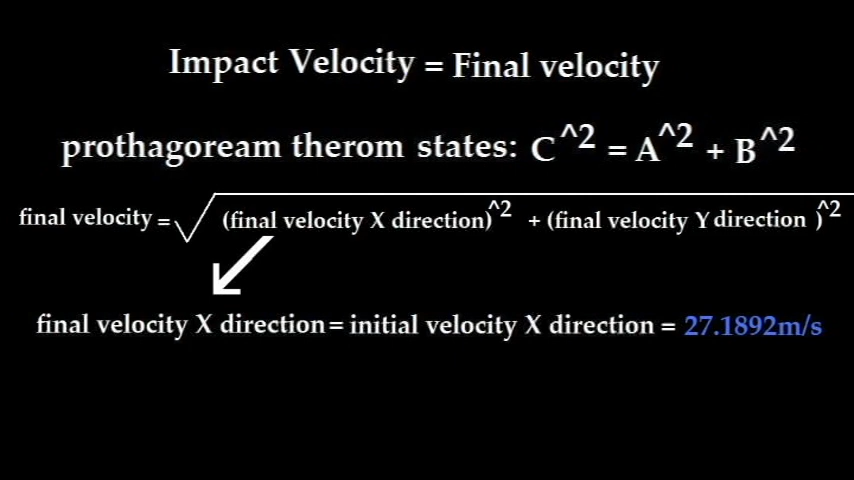 Impact Velocity = Final velocity
prothagoream therom states: C^2 = A^2 + B^2
final velocity = √ (final velocity X direction)^2 + (final velocity Y direction )^2
final velocity X direction = initial velocity X direction = 27.1892m/s